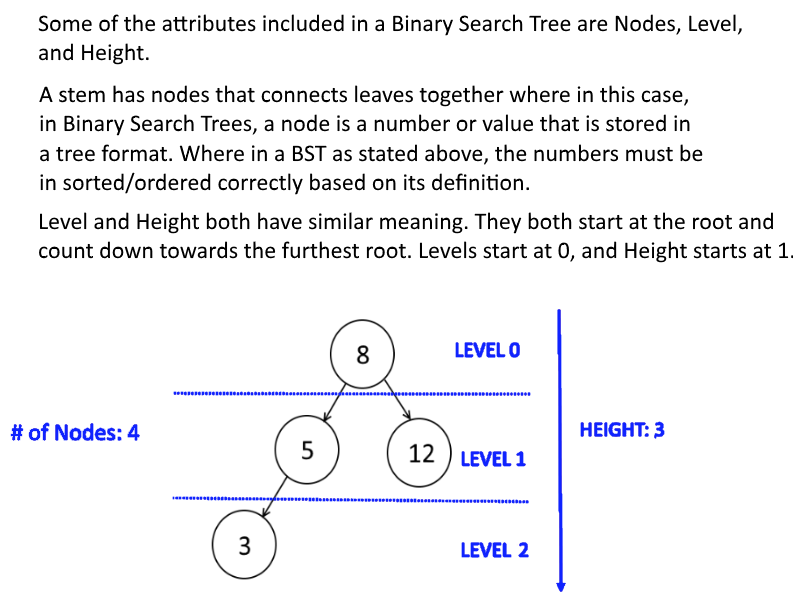 Some of the attributes included in a Binary Search Tree are Nodes, Level,
and Height.
A stem has nodes that connects leaves together where in this case,
in Binary Search Trees, a node is a number or value that is stored in
a tree format. Where in a BST as stated above, the numbers must be
in sorted/ordered correctly based on its definition.
Level and Height both have similar meaning. They both start at the root and
count down towards the furthest root. Levels start at 0, and Height starts at 1.
8
LEVEL 0
# of Nodes: 4
HEIGHT: 3
5
12
LEVEL 1
3
LEVEL 2